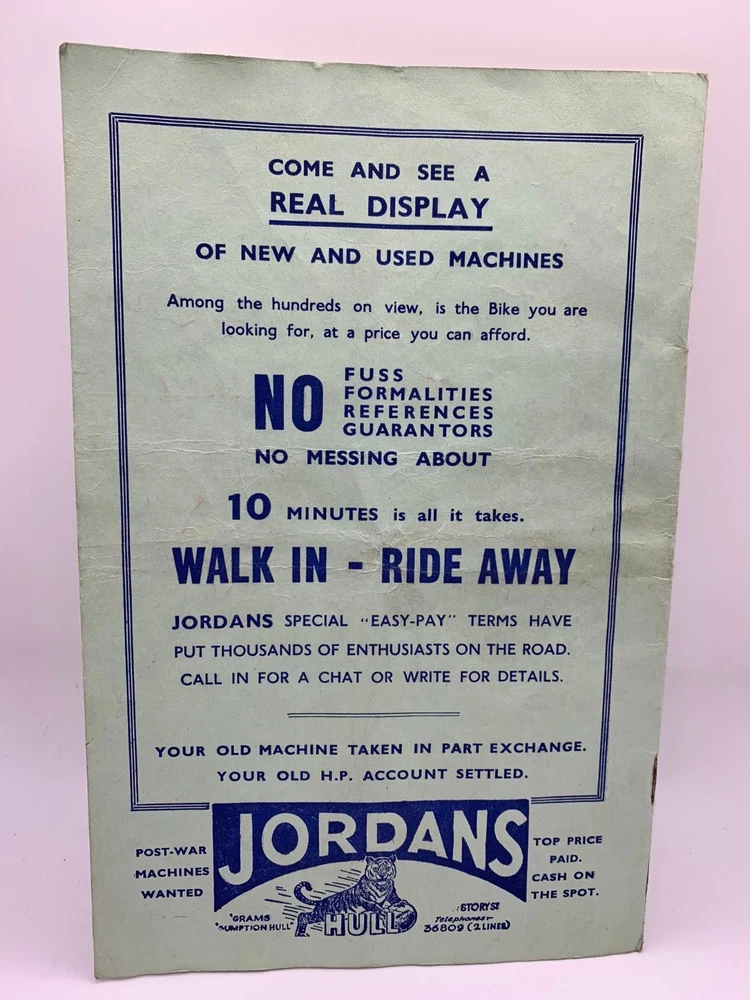 COME AND SEE A
REAL DISPLAY
OF NEW AND USED MACHINES
Among the hundreds on view, is the Bike you are
looking for, at a price you can afford.
NO FUSS
FORMALITIES
REFERENCES
GUARANTORS
NO MESSING ABOUT
10 MINUTES is all it takes.
WALK IN - RIDE AWAY
JORDANS SPECIAL "EASY-PAY" TERMS HAVE
PUT THOUSANDS OF ENTHUSIASTS ON THE ROAD.
CALL IN FOR A CHAT OR WRITE FOR DETAILS.
YOUR OLD MACHINE TAKEN IN PART EXCHANGE.
YOUR OLD H.P. ACCOUNT SETTLED.
POST-WAR
MACHINES
WANTED
JORDANS
HULL
'GRAMS
'GUMPTION HULL'
STORY ST
Telephones:
36809 (2 LINES)
TOP PRICE
PAID.
CASH ON
THE SPOT.